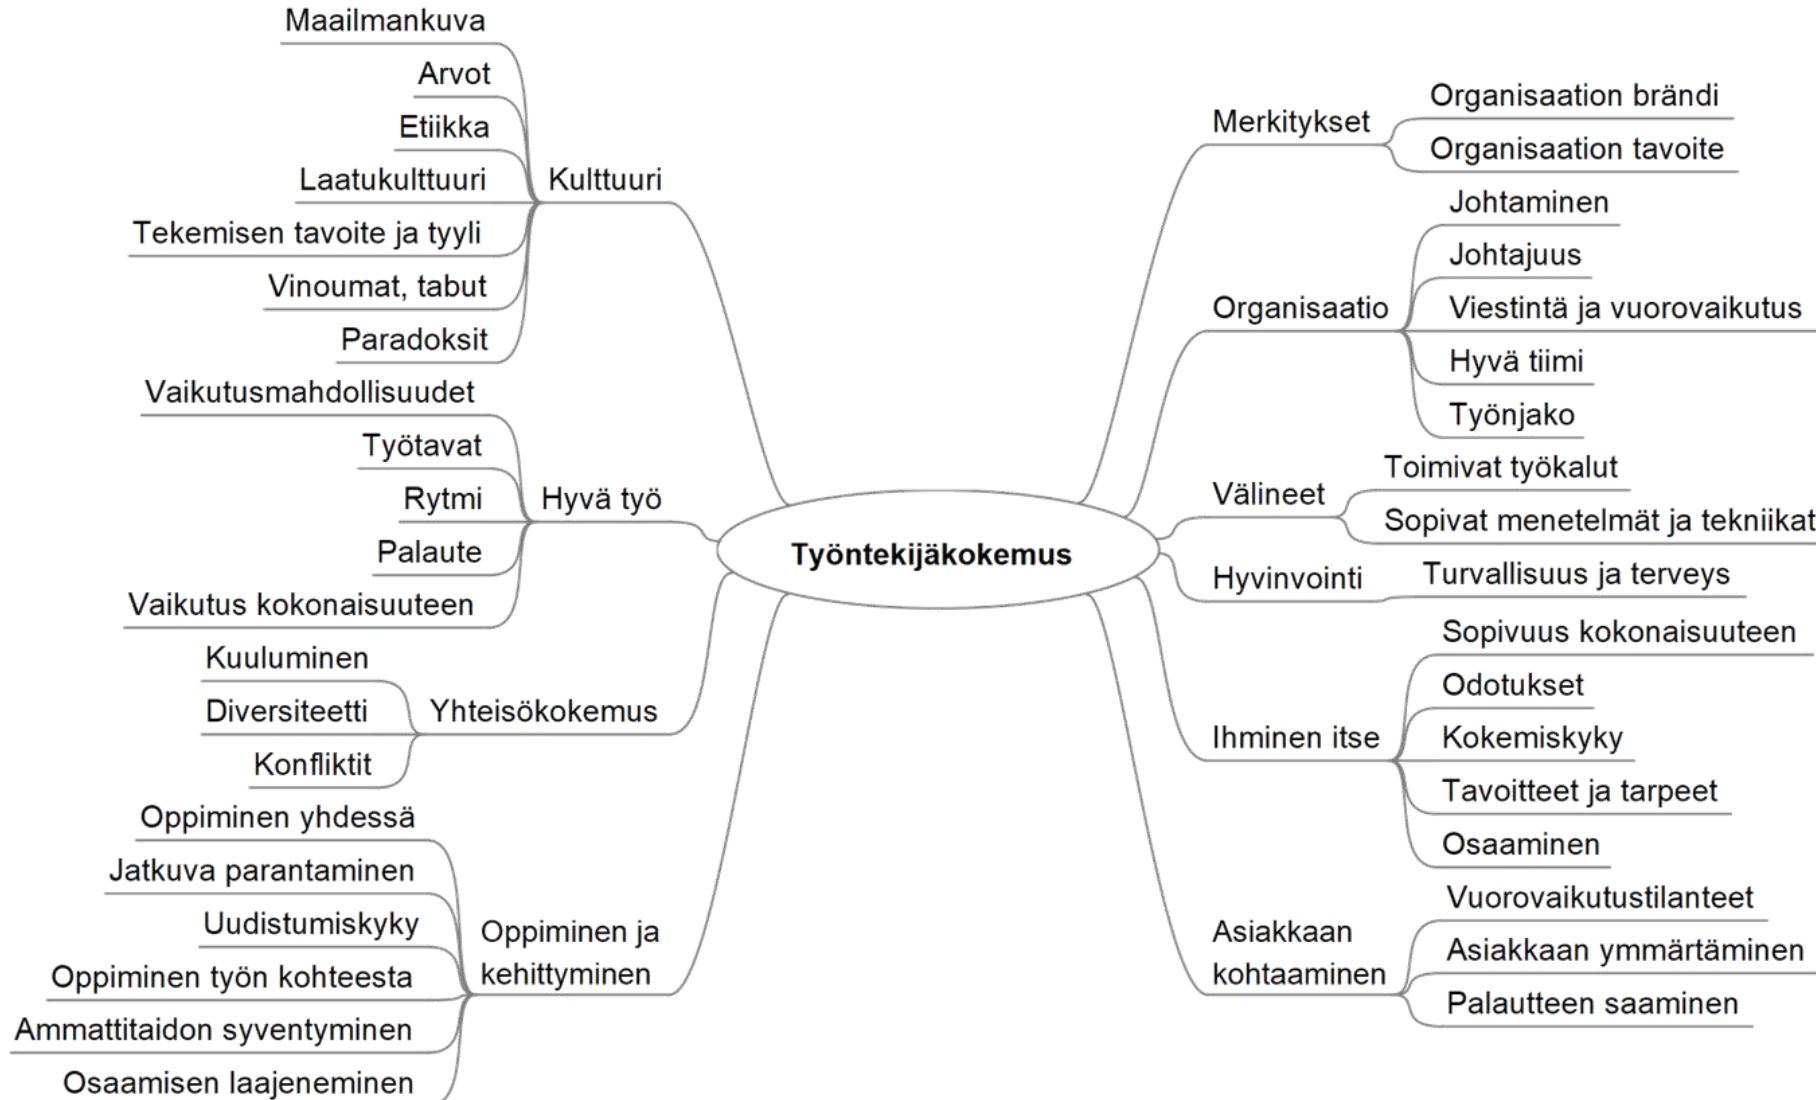 Maailmankuva
Arvot
Etiikka
Laatukulttuuri
Tekemisen tavoite ja tyyli
Vinoumat, tabut
Paradoksit
Kulttuuri
Vaikutusmahdollisuudet
Työtavat
Rytmi
Palaute
Vaikutus kokonaisuuteen
Hyvä työ
Kuuluminen
Diversiteetti
Konfliktit
Yhteisökokemus
Oppiminen yhdessä
Jatkuva parantaminen
Uudistumiskyky
Oppiminen työn kohteesta
Ammattitaidon syventyminen
Osaamisen laajeneminen
Oppiminen ja
kehittyminen
Työntekijäkokemus
Merkitykset
Organisaation brändi
Organisaation tavoite
Organisaatio
Johtaminen
Johtajuus
Viestintä ja vuorovaikutus
Hyvä tiimi
Työnjako
Välineet
Toimivat työkalut
Sopivat menetelmät ja tekniikat
Hyvinvointi
Turvallisuus ja terveys
Ihminen itse
Sopivuus kokonaisuuteen
Odotukset
Kokemiskyky
Tavoitteet ja tarpeet
Osaaminen
Asiakkaan
kohtaaminen
Vuorovaikutustilanteet
Asiakkaan ymmärtäminen
Palautteen saaminen